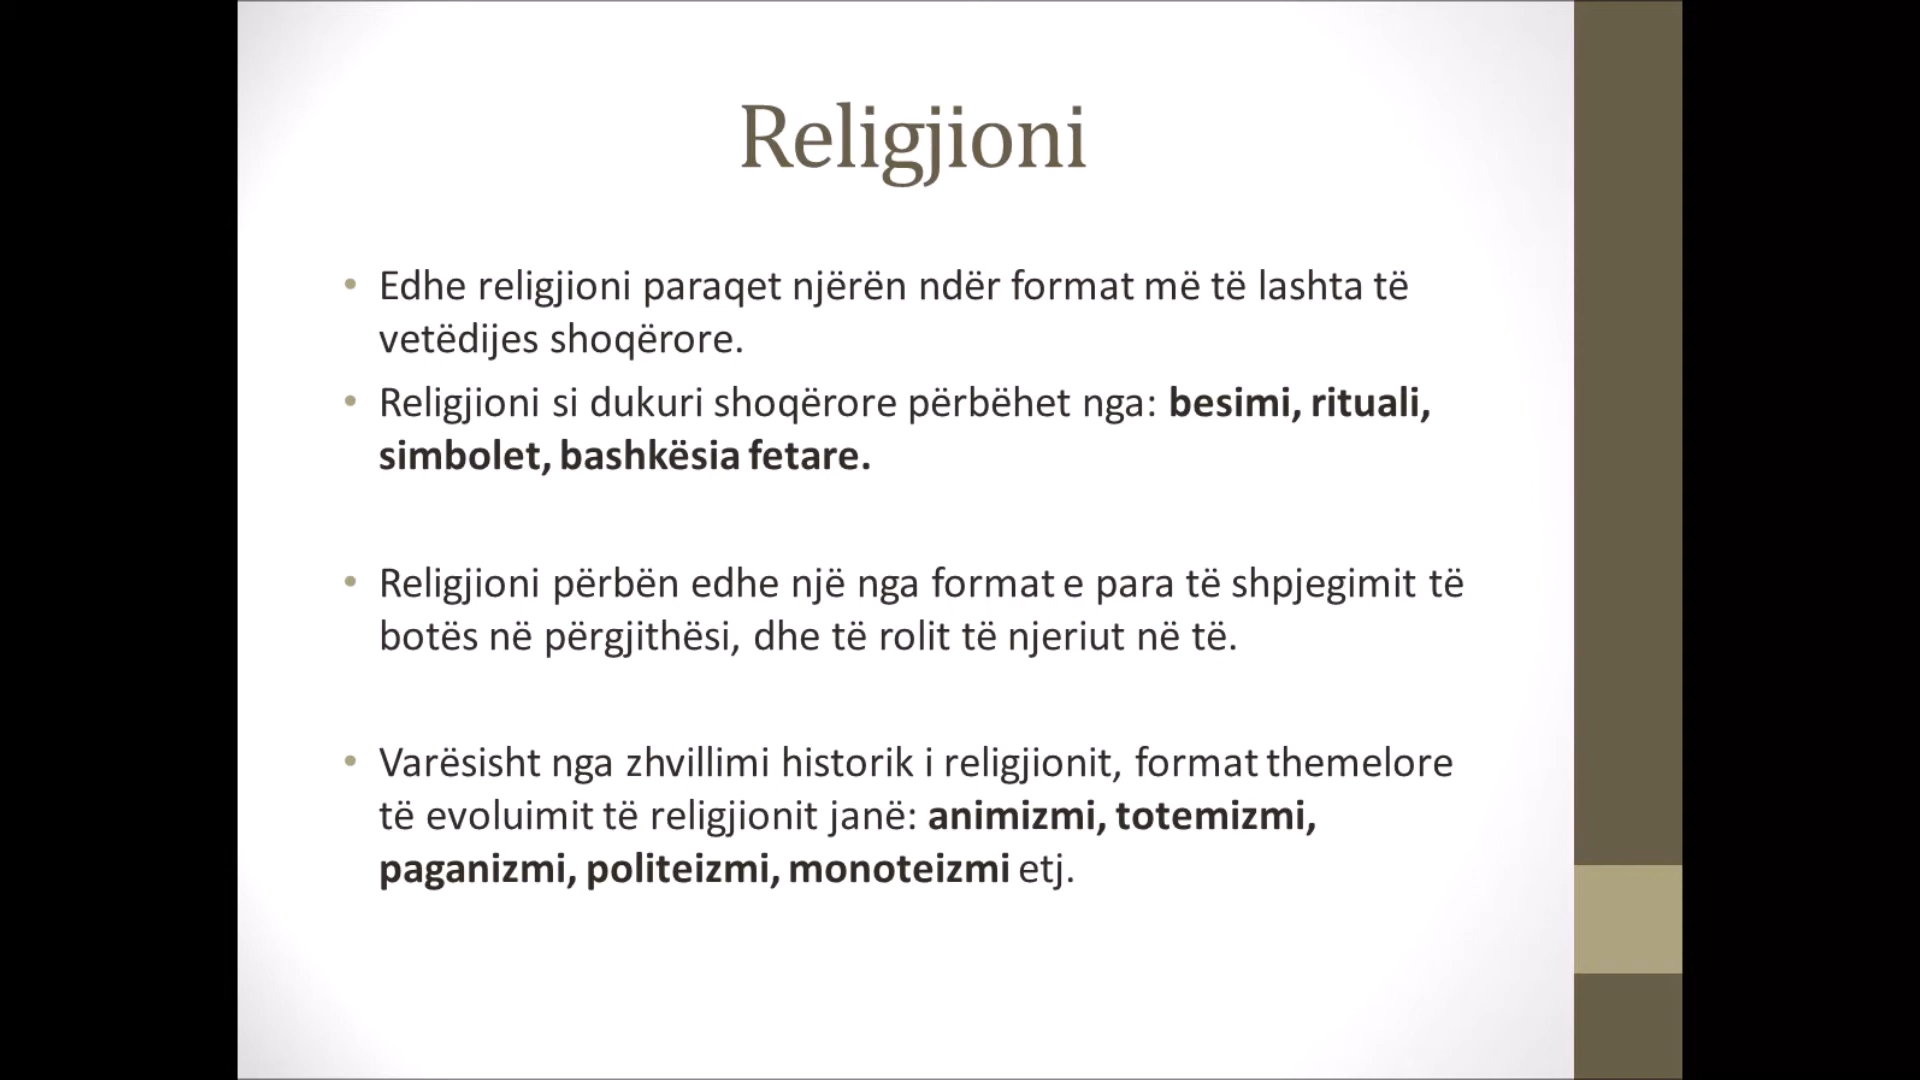 Religjioni
• Edhe religjioni paraqet njërën ndër format më të lashta të
vetëdijes shoqërore.
• Religjioni si dukuri shoqërore përbëhet nga: besimi, rituali,
simbolet, bashkësia fetare.
• Religjioni përbën edhe një nga format e para të shpjegimit të
botës në përgjithësi, dhe të rolit të njeriut në të.
• Varësisht nga zhvillimi historik i religjionit, format themelore
të evoluimit të religjionit janë: animizmi, totemizmi,
paganizmi, politeizmi, monoteizmi etj.